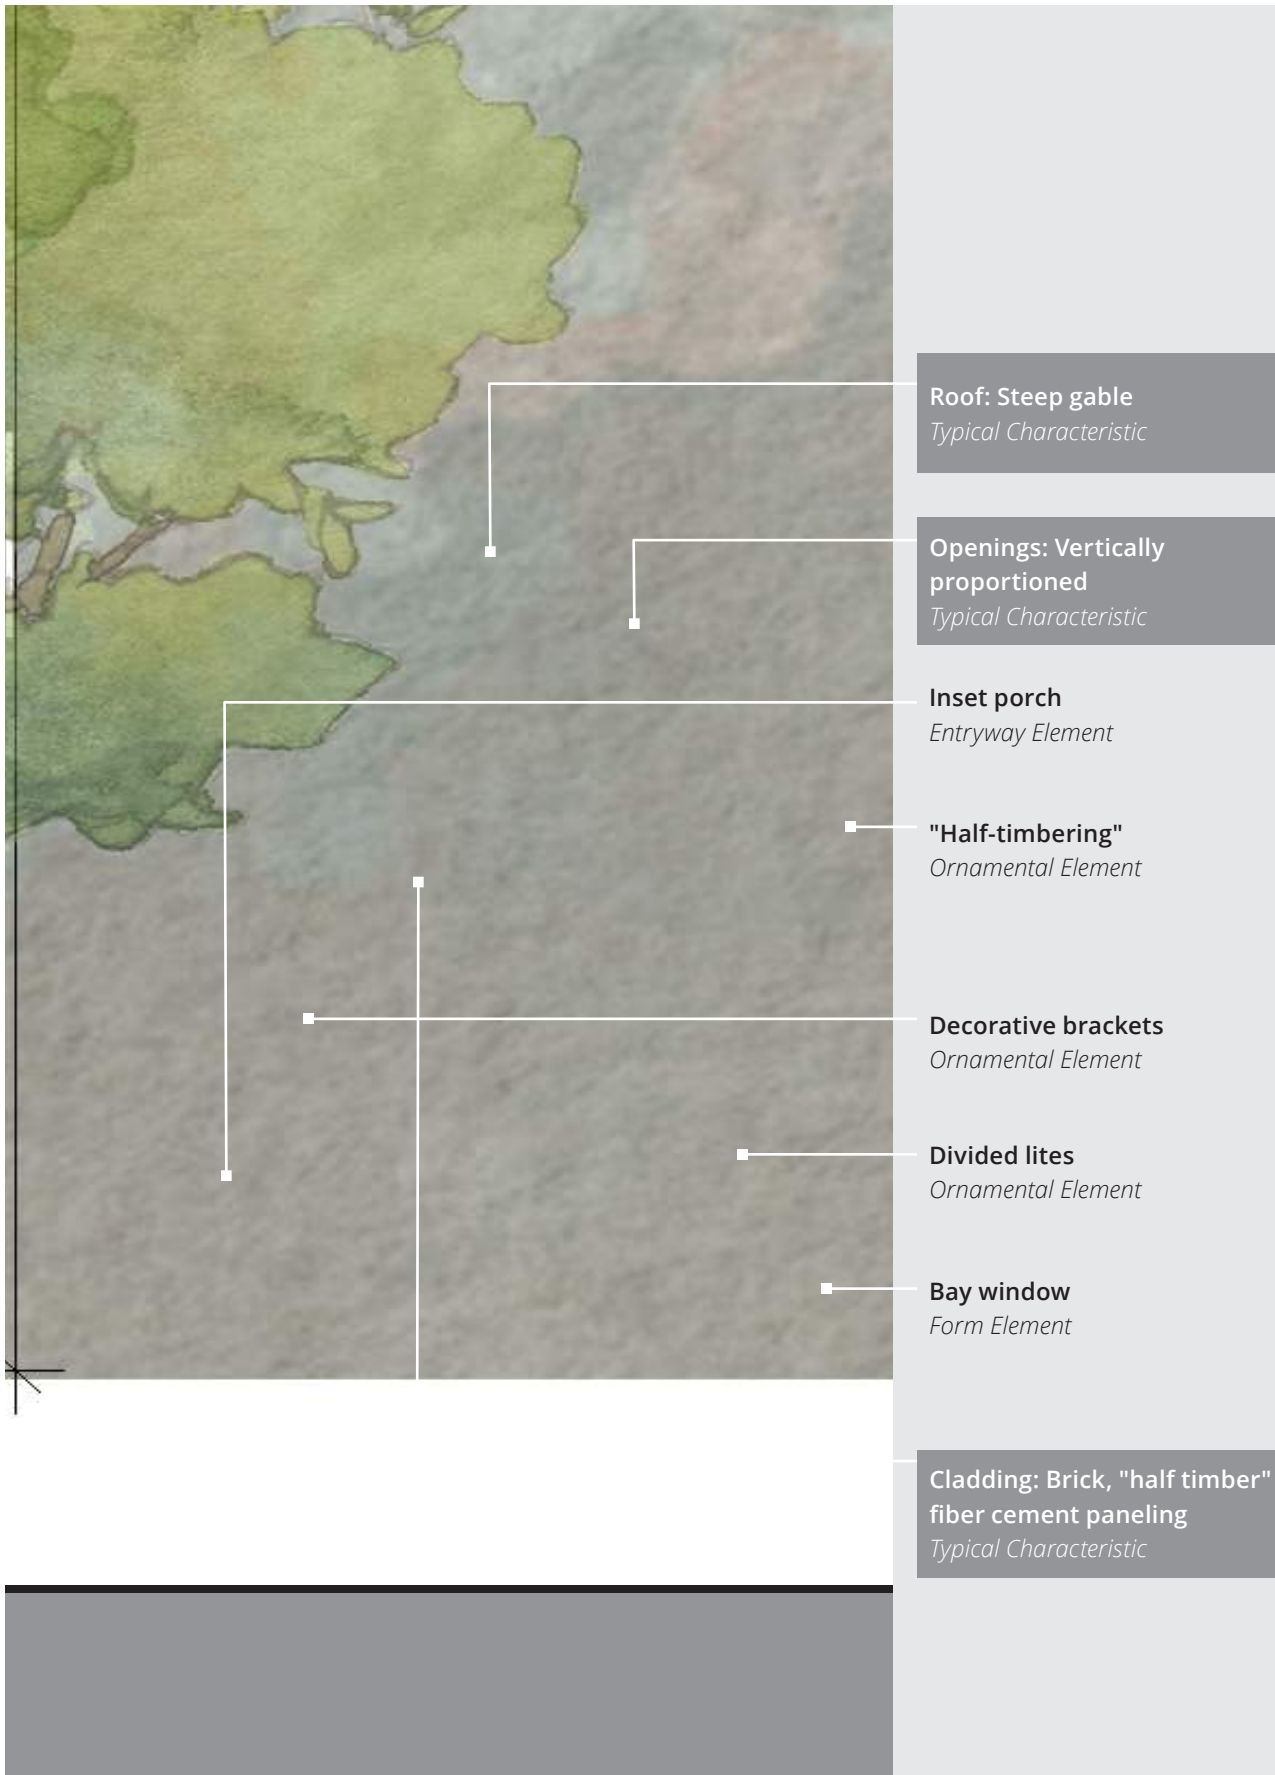 Roof: Steep gable
Typical Characteristic
Openings: Vertically
proportioned
Typical Characteristic
Inset porch
Entryway Element
"Half-timbering"
Ornamental Element
Decorative brackets
Ornamental Element
Divided lites
Ornamental Element
Bay window
Form Element
Cladding: Brick, "half timber"
fiber cement paneling
Typical Characteristic